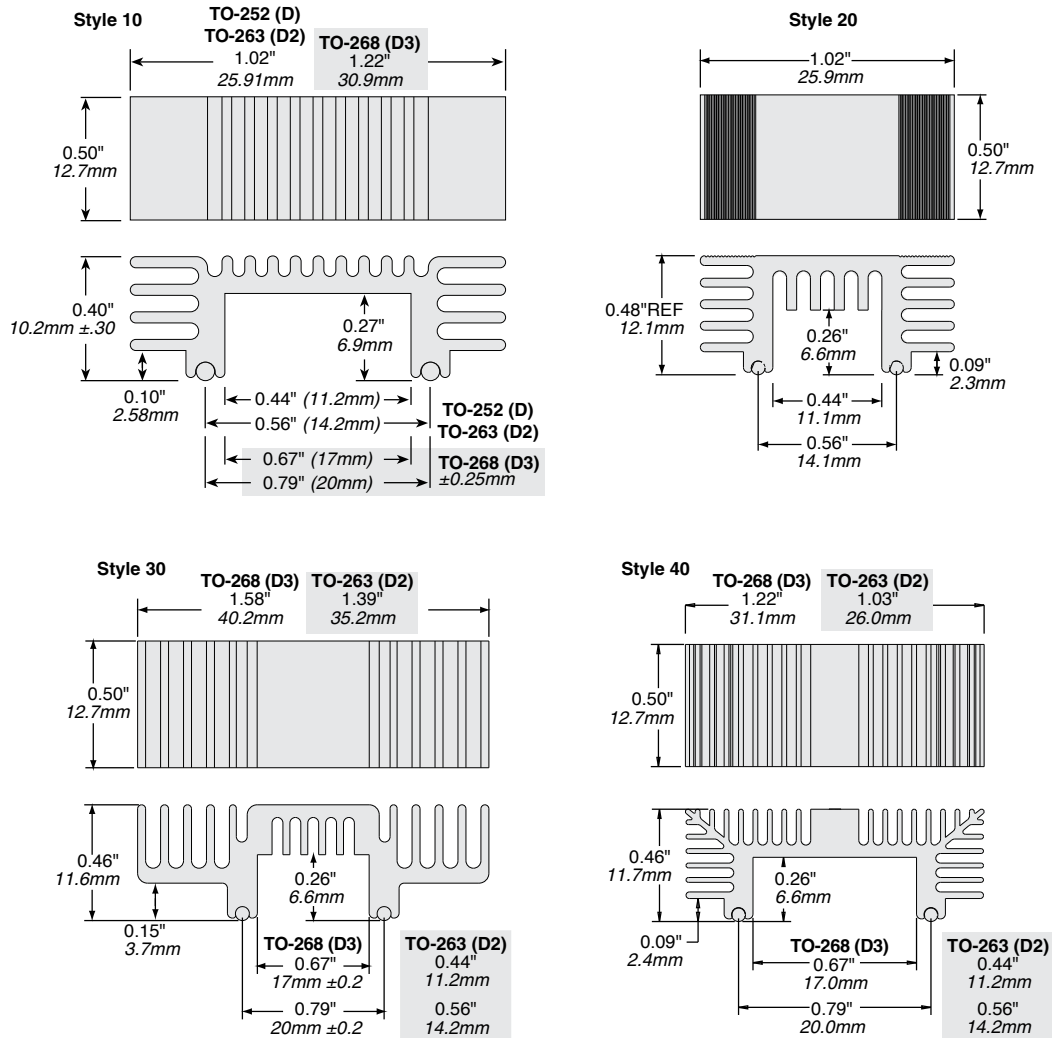 Style 10
TO-252 (D)
TO-263 (D2)
1.02"
25.91mm
TO-268 (D3)
1.22"
30.9mm
0.50"
12.7mm
0.40"
10.2mm ±.30
0.10"
2.58mm
0.27"
6.9mm
0.44" (11.2mm)
0.56" (14.2mm)
TO-252 (D)
TO-263 (D2)
0.67" (17mm)
0.79" (20mm)
TO-268 (D3)
±0.25mm
Style 20
1.02"
25.9mm
0.50"
12.7mm
0.48"REF
12.1mm
0.26"
6.6mm
0.09"
2.3mm
0.44"
11.1mm
0.56"
14.1mm
Style 30
TO-268 (D3)
1.58"
40.2mm
TO-263 (D2)
1.39"
35.2mm
0.50"
12.7mm
0.46"
11.6mm
0.15"
3.7mm
0.26"
6.6mm
TO-268 (D3)
0.67"
17mm ±0.2
0.79"
20mm ±0.2
TO-263 (D2)
0.44"
11.2mm
0.56"
14.2mm
Style 40
TO-268 (D3)
1.22"
31.1mm
TO-263 (D2)
1.03"
26.0mm
0.50"
12.7mm
0.46"
11.7mm
0.09"
2.4mm
0.26"
6.6mm
TO-268 (D3)
0.67"
17.0mm
0.79"
20.0mm
TO-263 (D2)
0.44"
11.2mm
0.56"
14.2mm